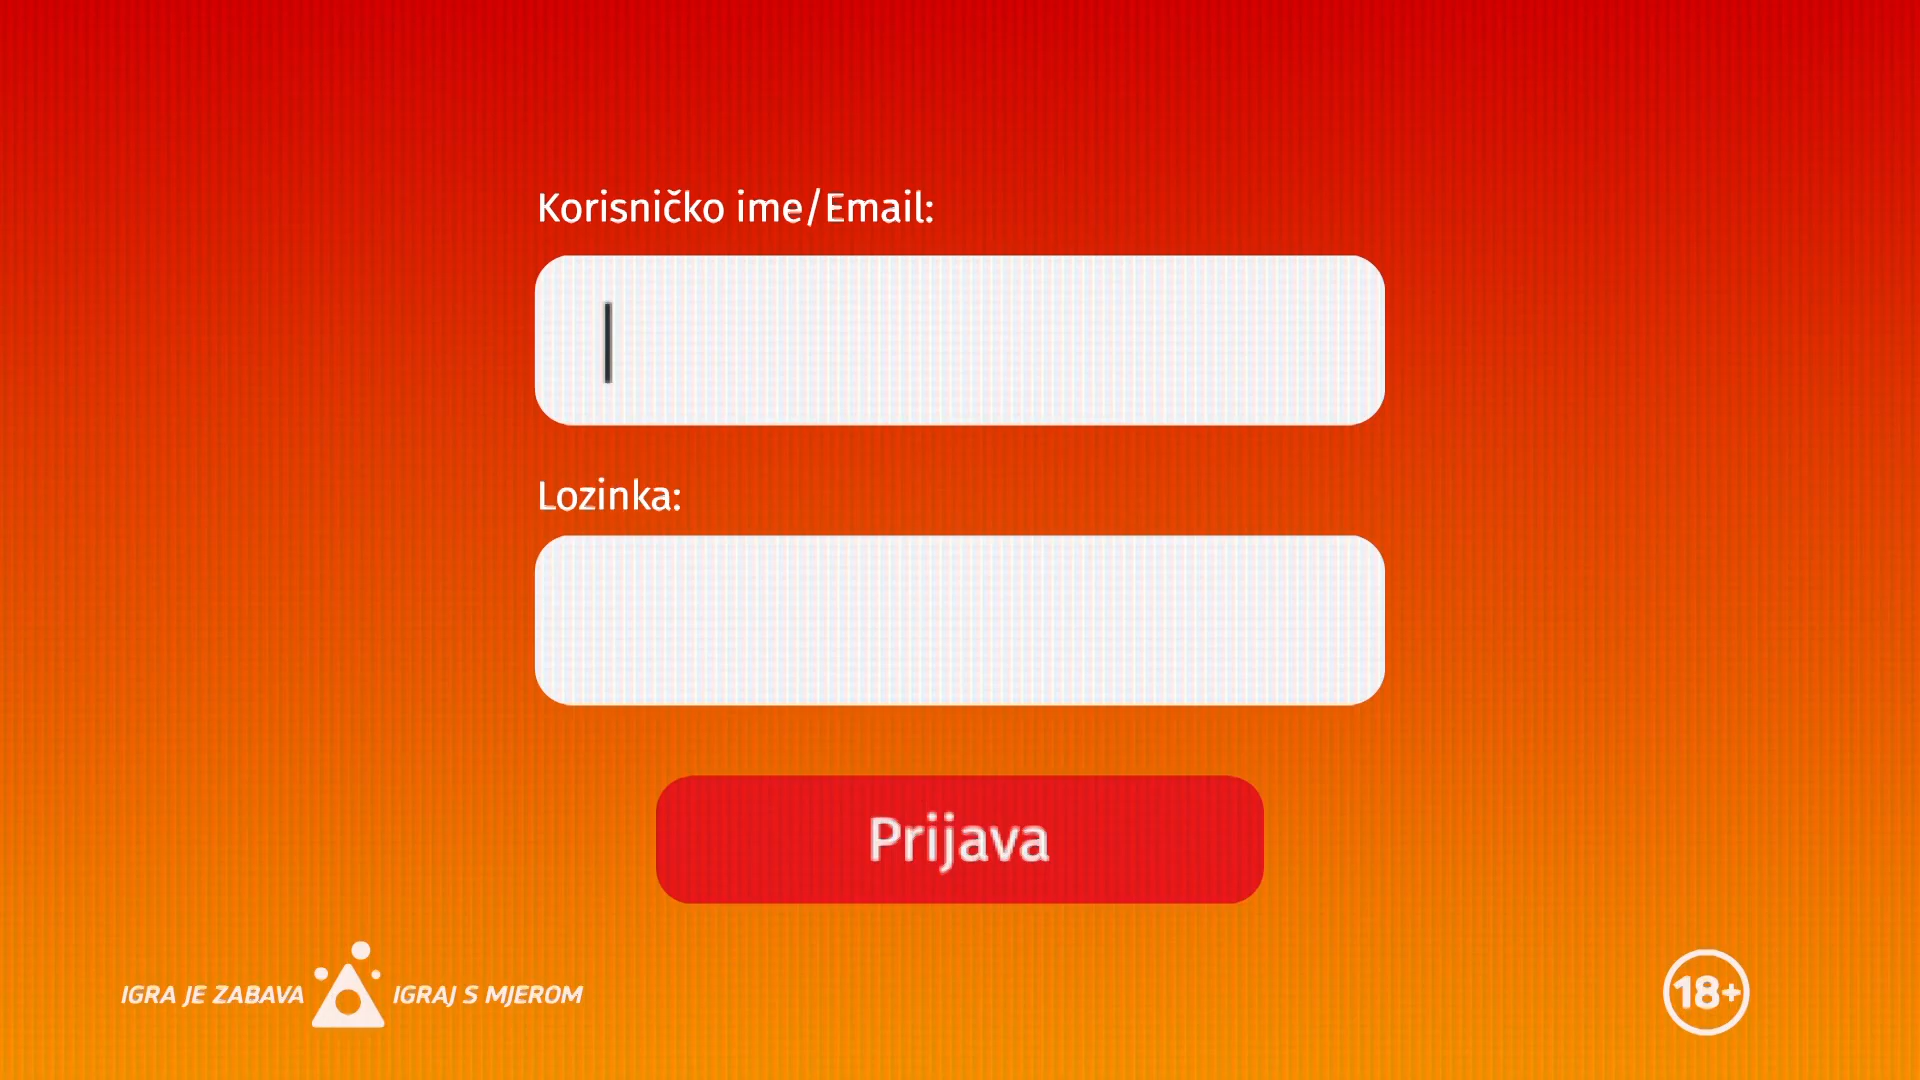 Korisničko ime/Email:
Lozinka:
Prijava
IGRA JE ZABAVA IGRAJ S MJEROM
18+